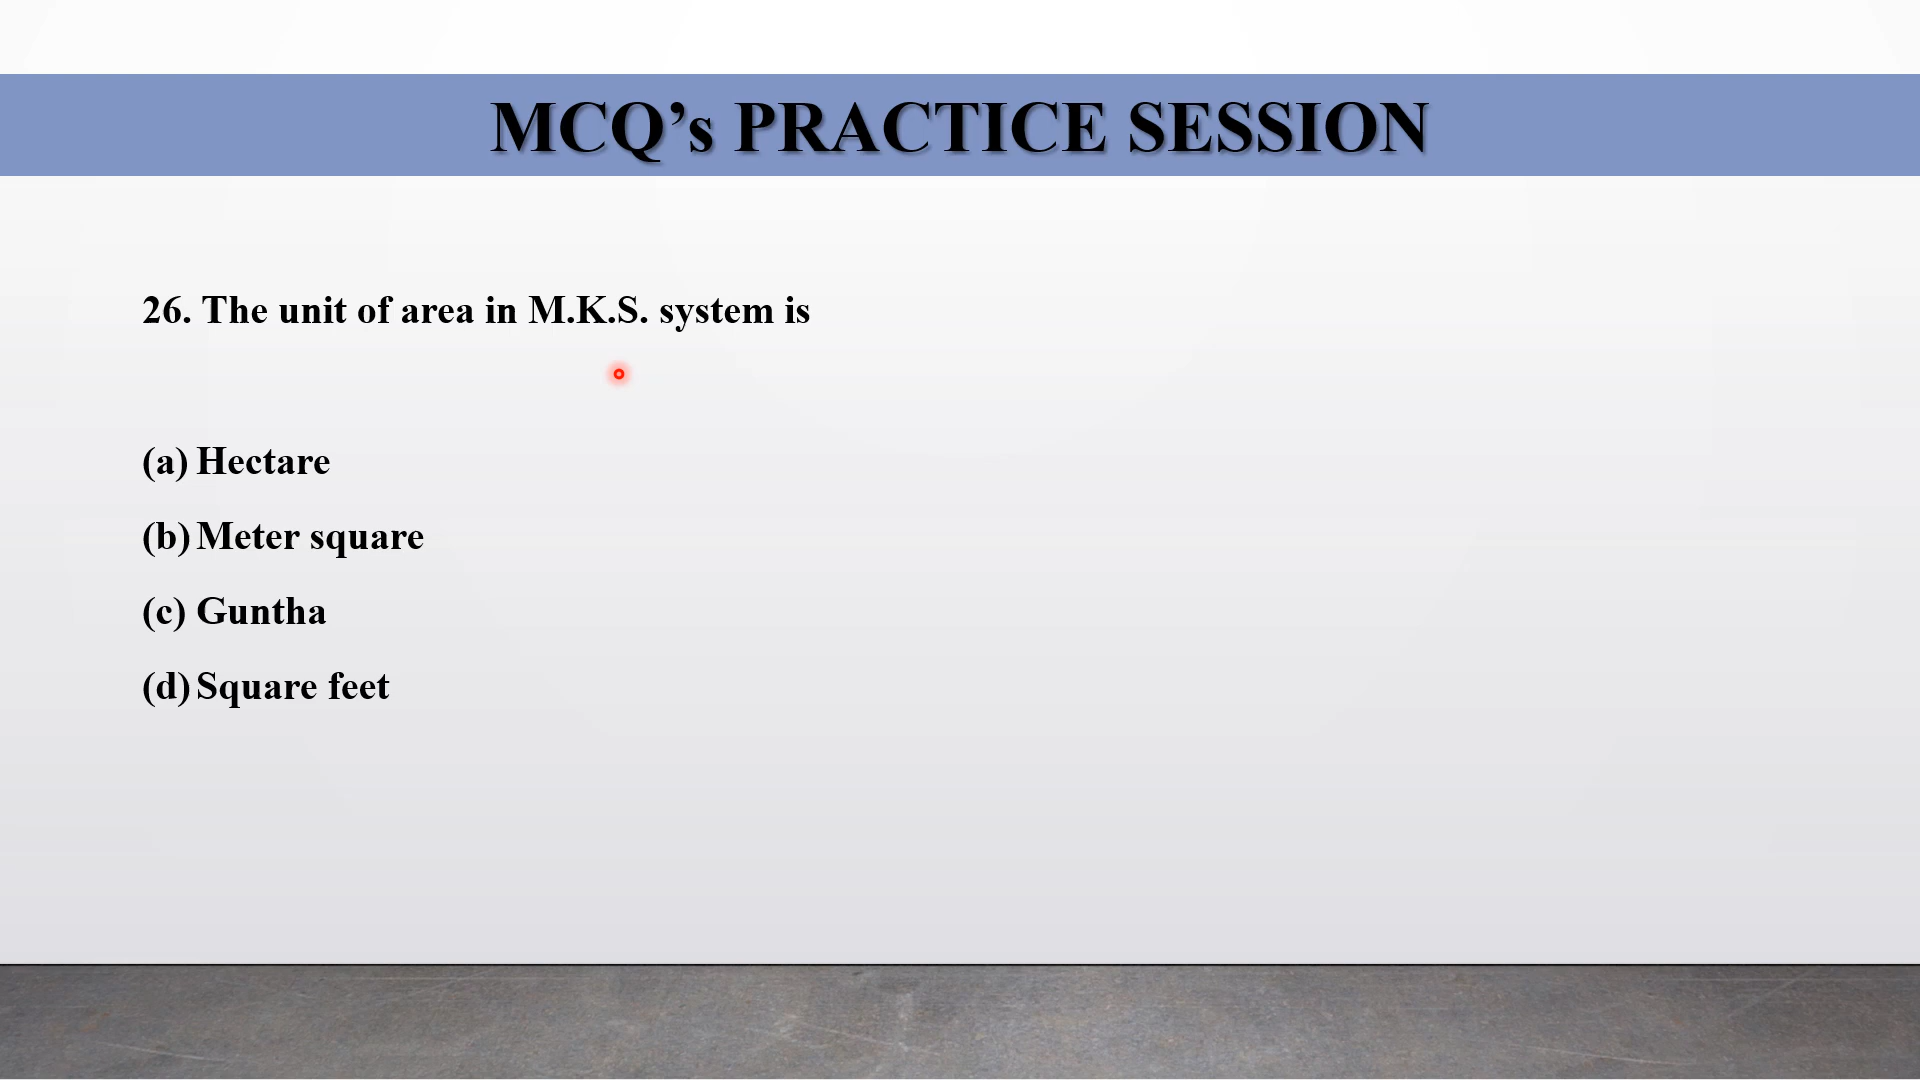 MCQ’s PRACTICE SESSION
26. The unit of area in M.K.S. system is
(a) Hectare
(b) Meter square
(c) Guntha
(d) Square feet